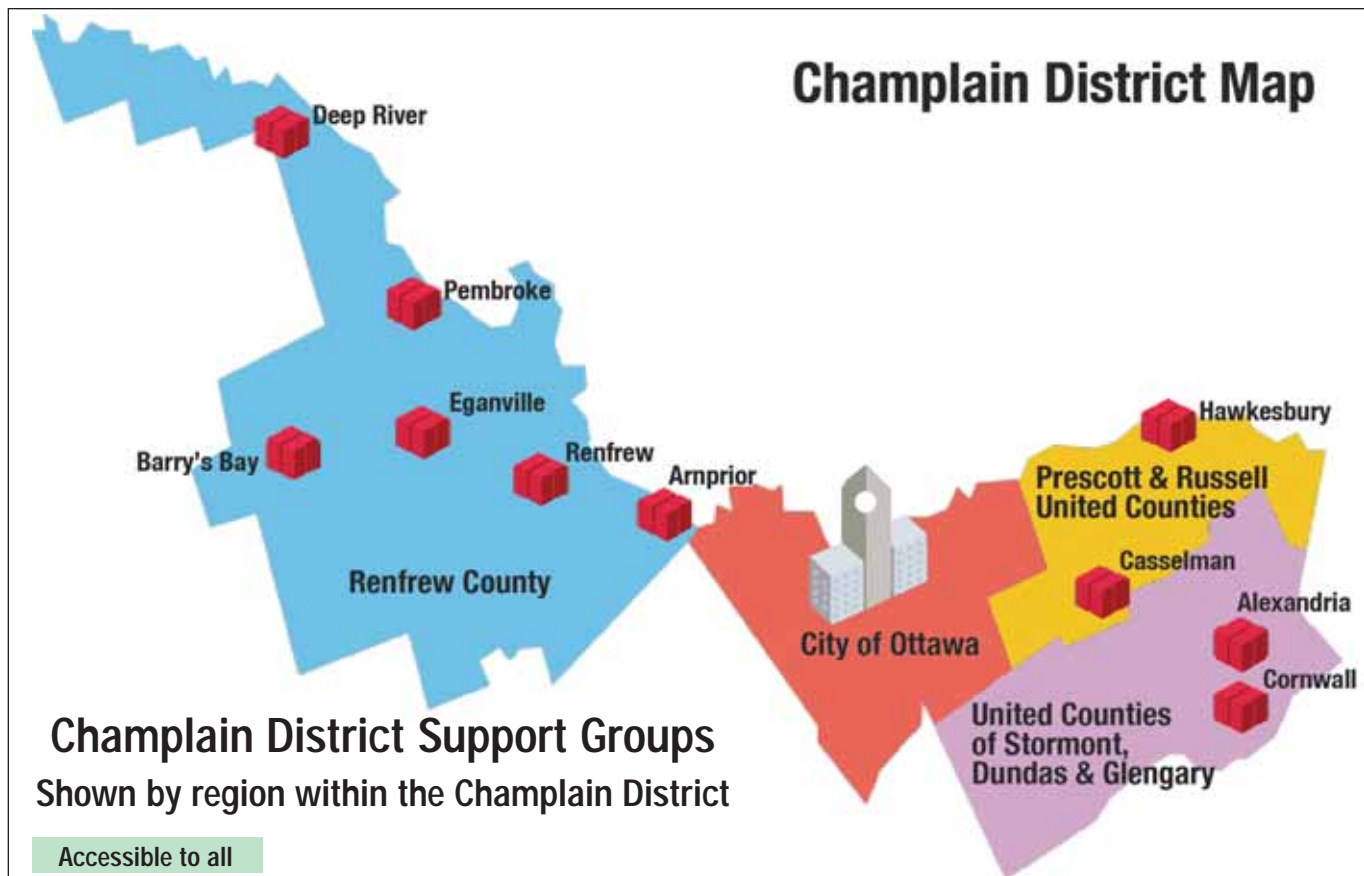 Champlain District Map
Deep River
Pembroke
Eganville
Barry's Bay
Renfrew
Arnprior
Renfrew County
Hawkesbury
Prescott & Russell
United Counties
Casselman
Alexandria
City of Ottawa
Cornwall
United Counties
of Stormont,
Dundas & Glengary
Champlain District Support Groups
Shown by region within the Champlain District
Accessible to all